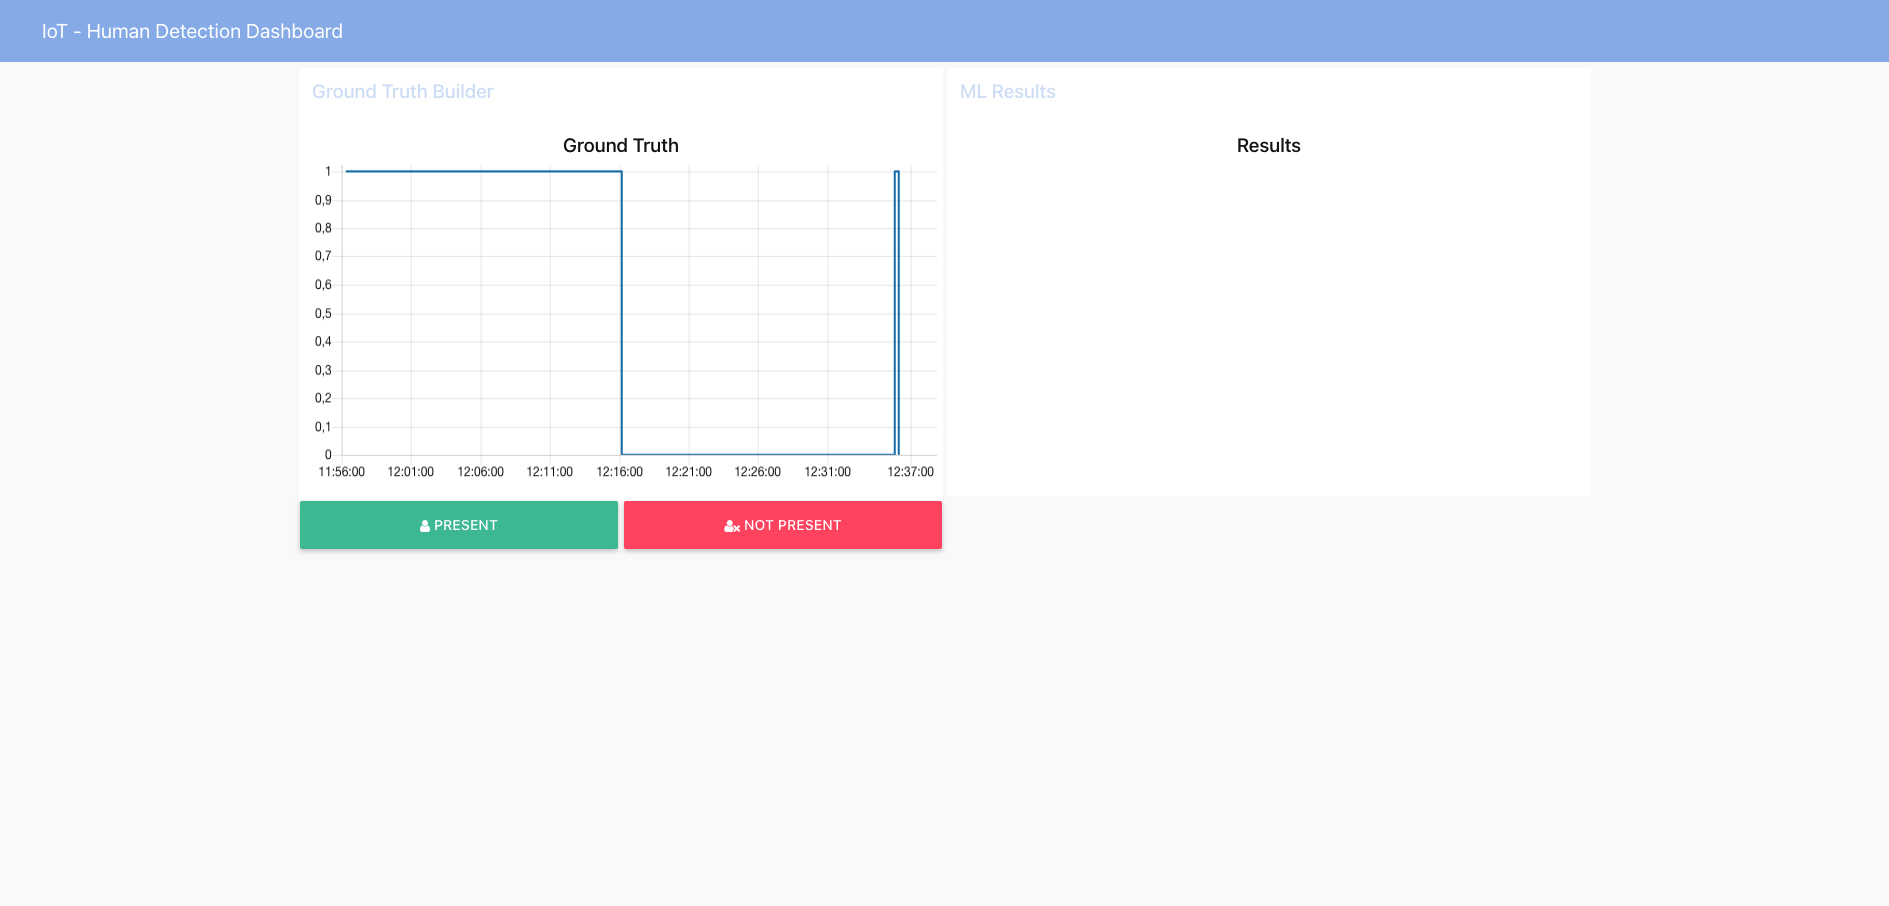 IoT - Human Detection Dashboard
Ground Truth Builder
Ground Truth
1
0,9
0,8
0,7
0,6
0,5
0,4
0,3
0,2
0,1
0
11:56:00 12:01:00 12:06:00 12:11:00 12:16:00 12:21:00 12:26:00 12:31:00 12:37:00
PRESENT NOT PRESENT
ML Results
Results